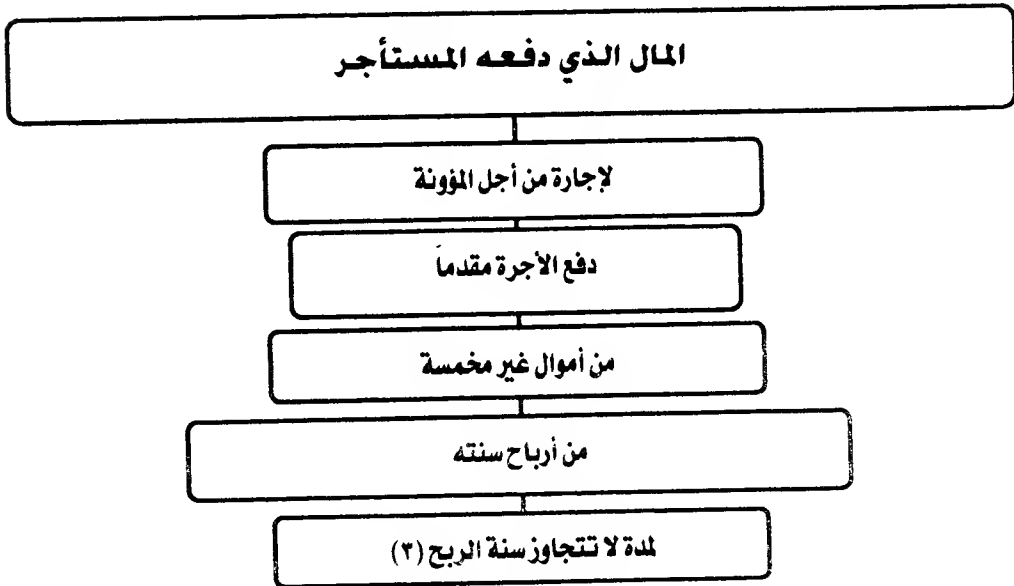 المال الذي دفعه المستأجر
لإجارة من أجل المؤونة
دفع الأجرة مقدماً
من أموال غير مخمسة
من أرباح سنته
لمدة لا تتجاوز سنة الربح (٣)